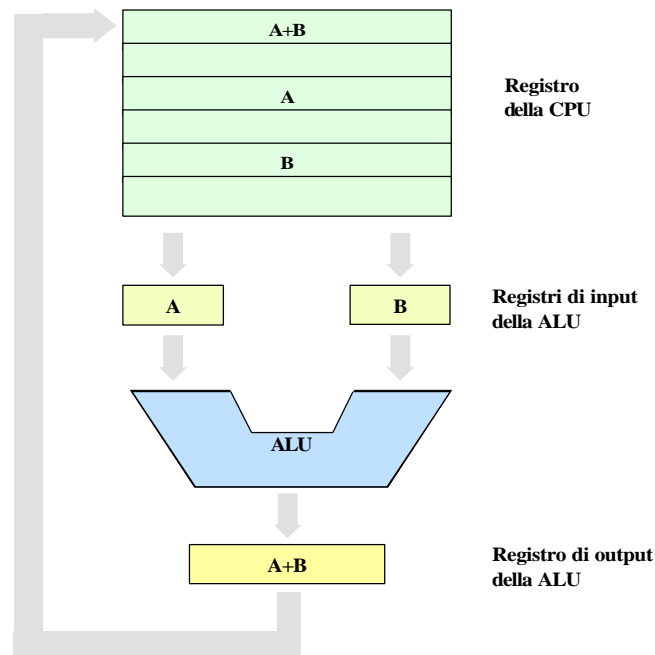 A+B
A
B
Registro
della CPU
A
B
Registri di input
della ALU
ALU
A+B
Registro di output
della ALU